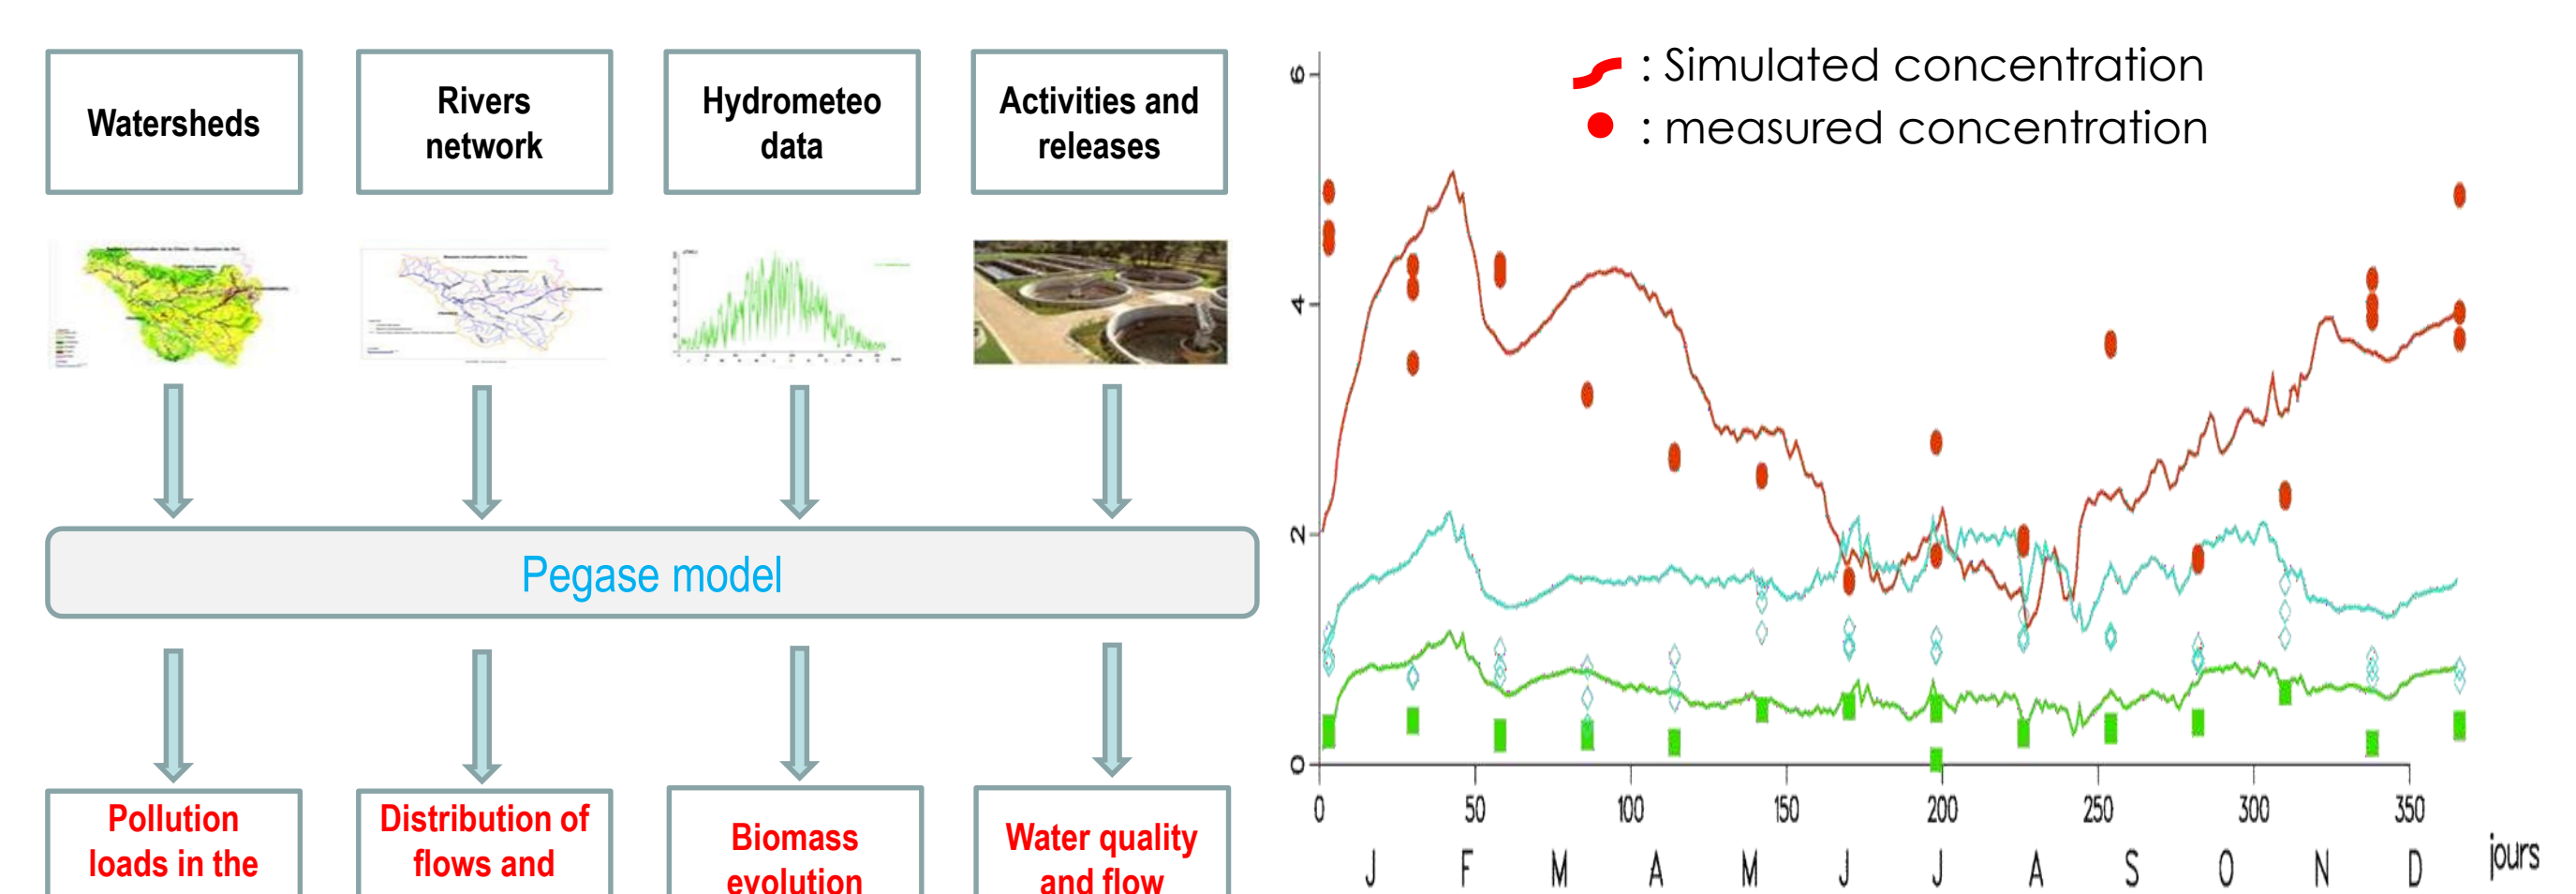 Watersheds
Rivers
network
Hydrometeo
data
Activities and
releases
Pegase model
Pollution
loads in the
Distribution of
flows and
Biomass
evolution
Water quality
and flow
: Simulated concentration
: measured concentration
6
4
2
0
0 50 100 150 200 250 300 350
J F M A M J J A S O N D jours